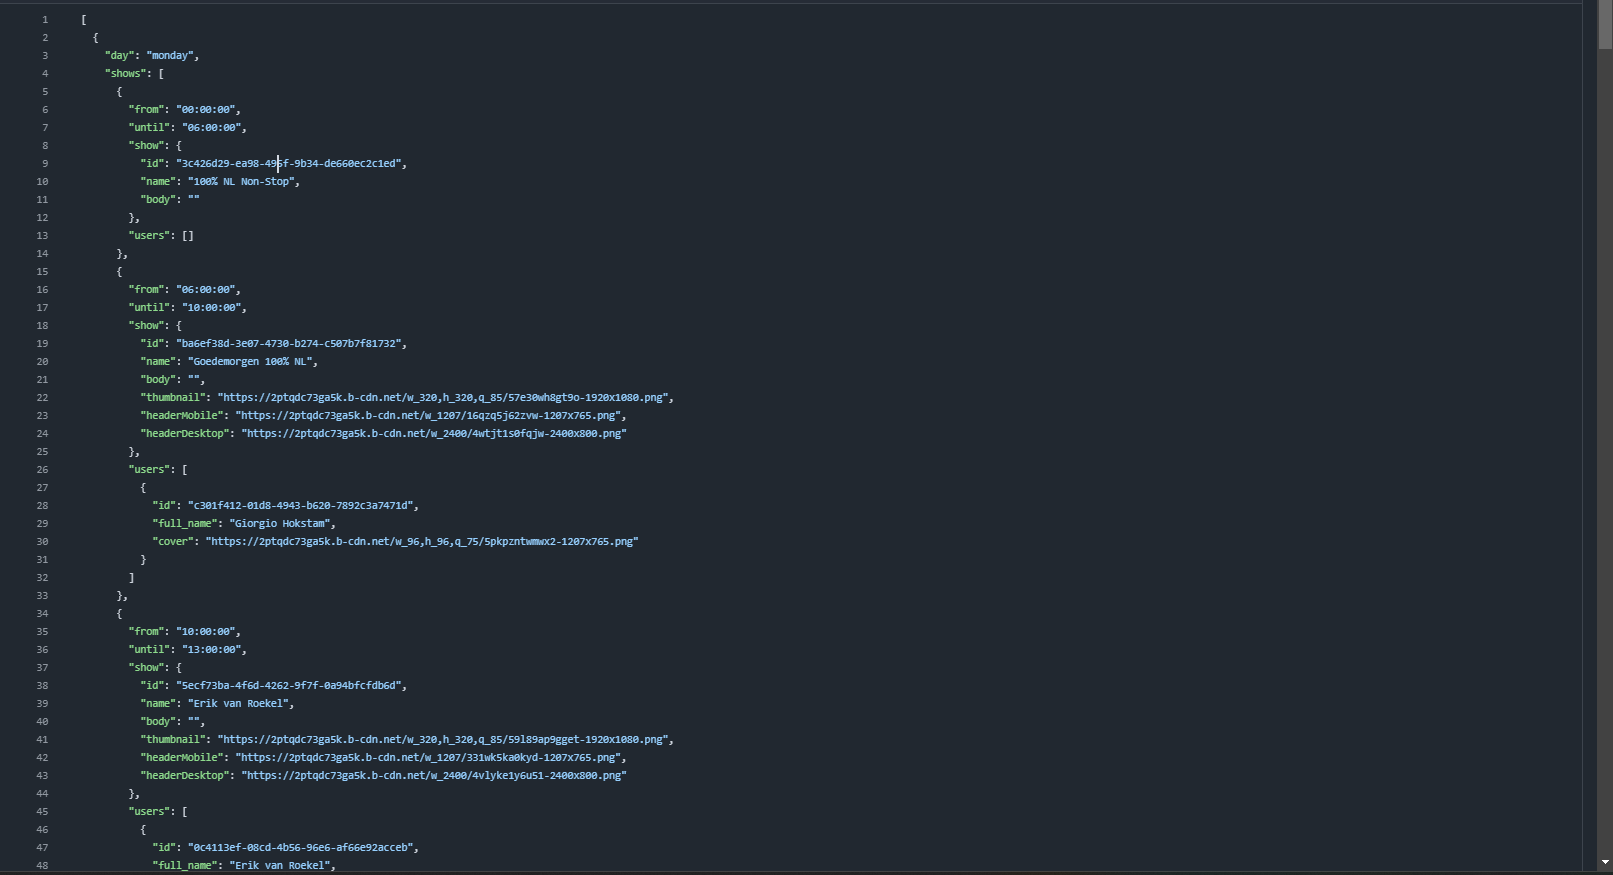 1 [
2 {
3 "day": "monday",
4 "shows": [
5 {
6 "from": "00:00:00",
7 "until": "06:00:00",
8 "show": {
9 "id": "3c426d29-ea98-496f-9b34-de660ec2c1ed",
10 "name": "100% NL Non-Stop",
11 "body": ""
12 },
13 "users": []
14 },
15 {
16 "from": "06:00:00",
17 "until": "10:00:00",
18 "show": {
19 "id": "ba6ef38d-3e07-4730-b274-c507b7f81732",
20 "name": "Goedemorgen 100% NL",
21 "body": "",
22 "thumbnail": "https://2ptqdc73ga5k.b-cdn.net/w_320,h_320,q_85/57e30wh8gt9o-1920x1080.png",
23 "headerMobile": "https://2ptqdc73ga5k.b-cdn.net/w_1207/16qzq5j62zvw-1207x765.png",
24 "headerDesktop": "https://2ptqdc73ga5k.b-cdn.net/w_2400/4wtjt1s0fqjw-2400x800.png"
25 },
26 "users": [
27 {
28 "id": "c301f412-01d8-4943-b620-7892c3a7471d",
29 "full_name": "Giorgio Hokstam",
30 "cover": "https://2ptqdc73ga5k.b-cdn.net/w_96,h_96,q_75/5pkpzntwmwx2-1207x765.png"
31 }
32 ]
33 },
34 {
35 "from": "10:00:00",
36 "until": "13:00:00",
37 "show": {
38 "id": "5ecf73ba-4f6d-4262-9f7f-0a94bfcfdb6d",
39 "name": "Erik van Roekel",
40 "body": "",
41 "thumbnail": "https://2ptqdc73ga5k.b-cdn.net/w_320,h_320,q_85/59l89ap9gget-1920x1080.png",
42 "headerMobile": "https://2ptqdc73ga5k.b-cdn.net/w_1207/331wk5ka0kyd-1207x765.png",
43 "headerDesktop": "https://2ptqdc73ga5k.b-cdn.net/w_2400/4vlyke1y6u51-2400x800.png"
44 },
45 "users": [
46 {
47 "id": "0c4113ef-08cd-4b56-96e6-af66e92acceb",
48 "full_name": "Erik van Roekel",